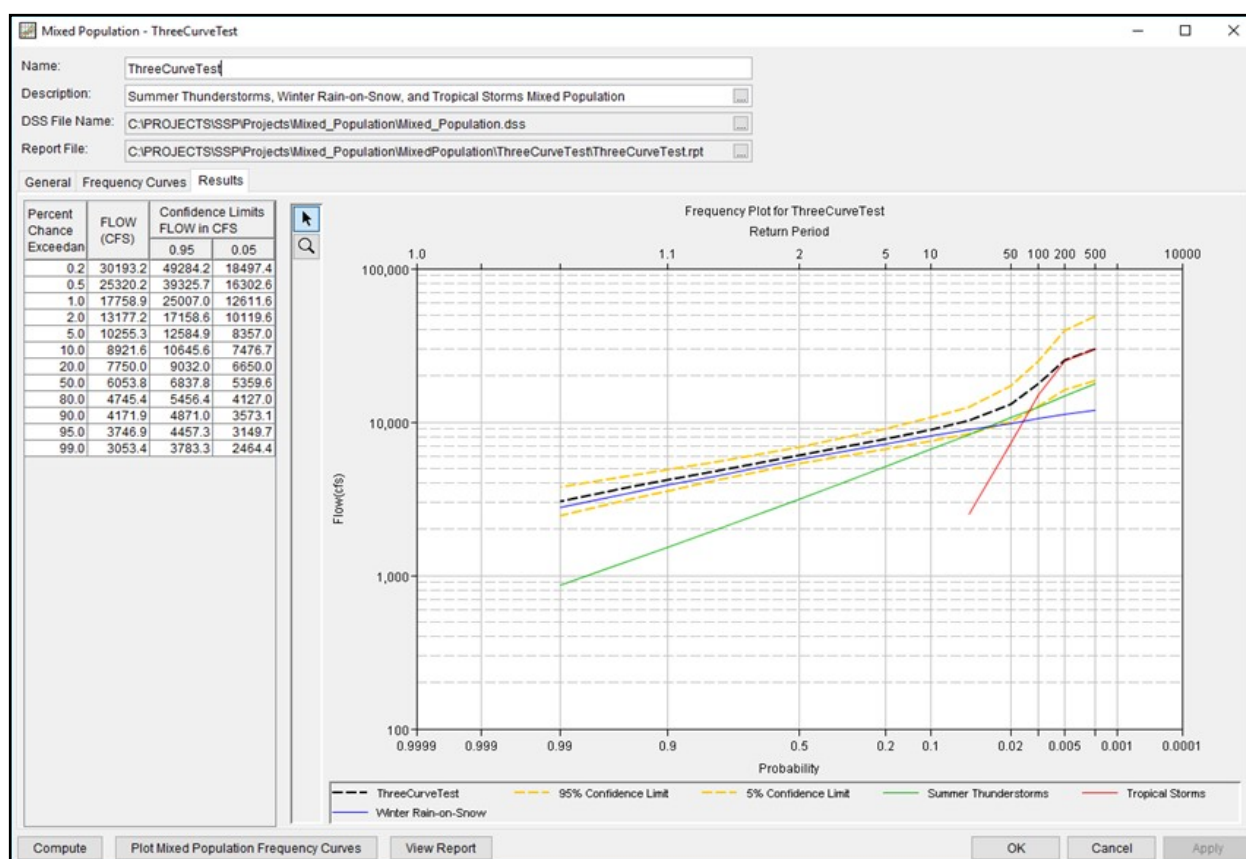 Mixed Population - ThreeCurveTest
Name: ThreeCurveTest
Description: Summer Thunderstorms, Winter Rain-on-Snow, and Tropical Storms Mixed Population ...
DSS File Name: C:\PROJECTS\SSP\Projects\Mixed_Population\Mixed_Population.dss ...
Report File: C:\PROJECTS\SSP\Projects\Mixed_Population\MixedPopulation\ThreeCurveTest\ThreeCurveTest.rpt ...
General Frequency Curves Results
Percent Chance Exceedan FLOW (CFS) Confidence Limits FLOW in CFS
0.95 0.05
0.2 30193.2 49284.2 18497.4
0.5 25320.2 39325.7 16302.6
1.0 17758.9 25007.0 12611.6
2.0 13177.2 17158.6 10119.6
5.0 10255.3 12584.9 8357.0
10.0 8921.6 10645.6 7476.7
20.0 7750.0 9032.0 6650.0
50.0 6053.8 6837.8 5359.6
80.0 4745.4 5456.4 4127.0
90.0 4171.9 4871.0 3573.1
95.0 3746.9 4457.3 3149.7
99.0 3053.4 3783.3 2464.4
Frequency Plot for ThreeCurveTest
Return Period
1.0 1.1 2 5 10 50 100 200 500 10000
100,000
10,000
1,000
100
Flow(cfs)
0.9999 0.999 0.99 0.9 0.5 0.2 0.1 0.02 0.005 0.001 0.0001
Probability
ThreeCurveTest 95% Confidence Limit 5% Confidence Limit Summer Thunderstorms Tropical Storms
Winter Rain-on-Snow
Compute Plot Mixed Population Frequency Curves View Report OK Cancel Apply